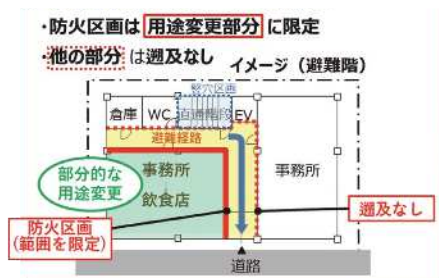 ・防火区画は 用途変更部分 に限定
・他の部分 は遡及なし
イメージ（避難階）
竪穴区画
倉庫 WC 直通階段 EV
避難経路
部分的な
用途変更
事務所
飲食店
事務所
防火区画
(範囲を限定)
遡及なし
道路